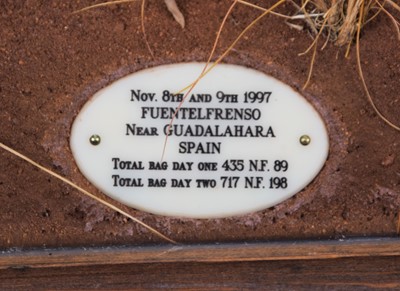 Nov. 8th and 9th 1997
FUENTELFRENSO
Near GUADALAHARA
SPAIN
Total bag day one 435 N.F. 89
Total bag day two 717 N.F. 198